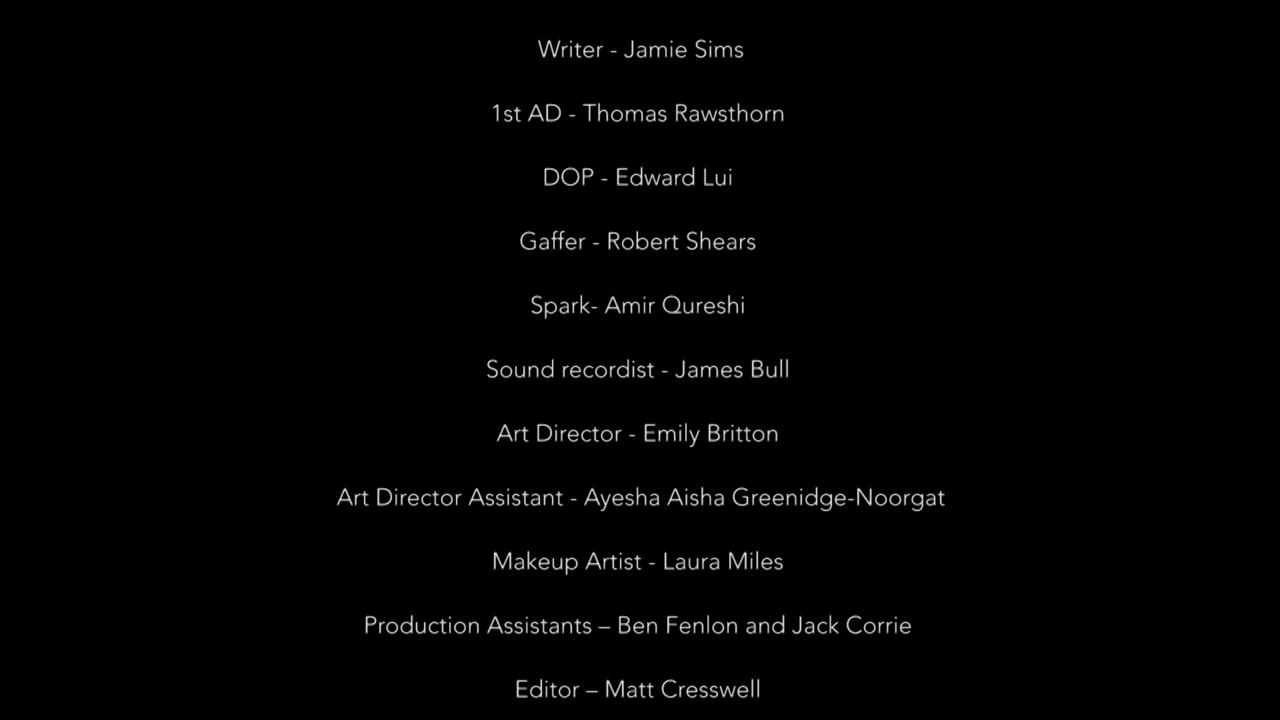 Writer - Jamie Sims
1st AD - Thomas Rawsthorn
DOP - Edward Lui
Gaffer - Robert Shears
Spark- Amir Qureshi
Sound recordist - James Bull
Art Director - Emily Britton
Art Director Assistant - Ayesha Aisha Greenidge-Noorgat
Makeup Artist - Laura Miles
Production Assistants – Ben Fenlon and Jack Corrie
Editor – Matt Cresswell